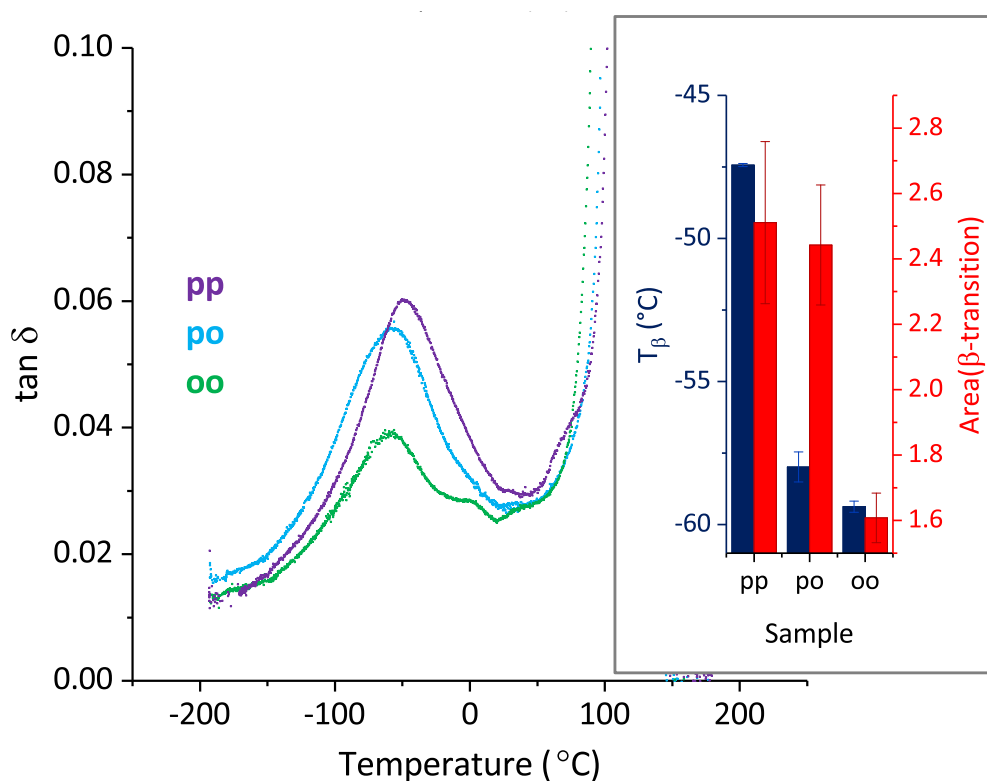 0.10
0.08
0.06
0.04
0.02
0.00
tan δ
-200
-100
0
100
200
Temperature (°C)
pp
po
oo
-45
-50
-55
-60
Tβ (°C)
2.8
2.6
2.4
2.2
2.0
1.8
1.6
Area(β-transition)
pp
po
oo
Sample